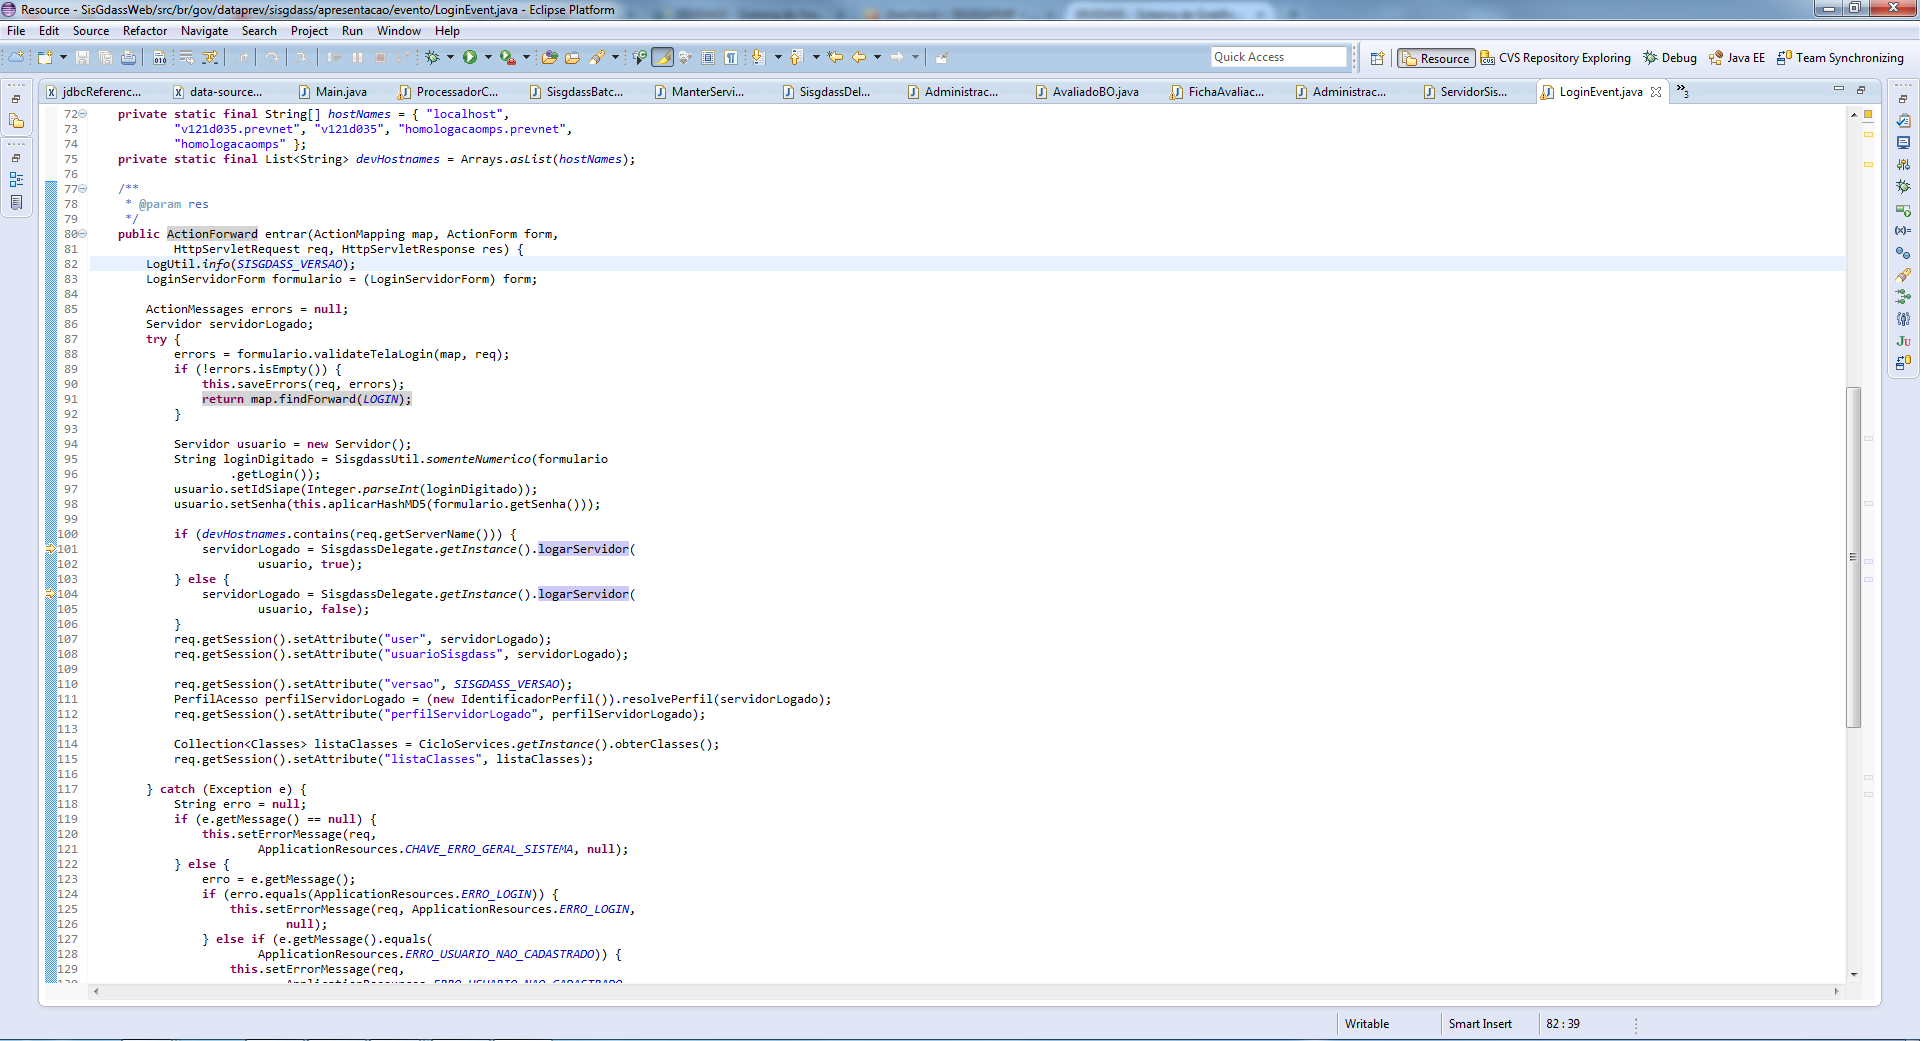 Resource - SisGdassWeb/src/br/gov/dataprev/sisgdass/apresentacao/evento/LoginEvent.java - Eclipse Platform
File Edit Source Refactor Navigate Search Project Run Window Help
Quick Access Resource CVS Repository Exploring Debug Java EE Team Synchronizing
jdbcReferenc... data-source... Main.java ProcessadorC... SisgdassBatc... ManterServi... SisgdassDel... Administrac... AvaliadoBO.java FichaAvaliac... Administrac... ServidorSis... LoginEvent.java »3
72 private static final String[] hostNames = { "localhost",
73 "v121d035.prevnet", "v121d035", "homologacaomps.prevnet",
74 "homologacaomps" };
75 private static final List<String> devHostnames = Arrays.asList(hostNames);
76
77 /**
78 * @param res
79 */
80 public ActionForward entrar(ActionMapping map, ActionForm form,
81 HttpServletRequest req, HttpServletResponse res) {
82 LogUtil.info(SISGDASS_VERSAO);
83 LoginServidorForm formulario = (LoginServidorForm) form;
84
85 ActionMessages errors = null;
86 Servidor servidorLogado;
87 try {
88 errors = formulario.validateTelaLogin(map, req);
89 if (!errors.isEmpty()) {
90 this.saveErrors(req, errors);
91 return map.findForward(LOGIN);
92 }
93
94 Servidor usuario = new Servidor();
95 String loginDigitado = SisgdassUtil.somenteNumerico(formulario
96 .getLogin());
97 usuario.setIdSiape(Integer.parseInt(loginDigitado));
98 usuario.setSenha(this.aplicarHashMD5(formulario.getSenha()));
99
100 if (devHostnames.contains(req.getServerName())) {
101 servidorLogado = SisgdassDelegate.getInstance().logarServidor(
102 usuario, true);
103 } else {
104 servidorLogado = SisgdassDelegate.getInstance().logarServidor(
105 usuario, false);
106 }
107 req.getSession().setAttribute("user", servidorLogado);
108 req.getSession().setAttribute("usuarioSisgdass", servidorLogado);
109
110 req.getSession().setAttribute("versao", SISGDASS_VERSAO);
111 PerfilAcesso perfilServidorLogado = (new IdentificadorPerfil()).resolvePerfil(servidorLogado);
112 req.getSession().setAttribute("perfilServidorLogado", perfilServidorLogado);
113
114 Collection<Classes> listaClasses = CicloServices.getInstance().obterClasses();
115 req.getSession().setAttribute("listaClasses", listaClasses);
116
117 } catch (Exception e) {
118 String erro = null;
119 if (e.getMessage() == null) {
120 this.setErrorMessage(req,
121 ApplicationResources.CHAVE_ERRO_GERAL_SISTEMA, null);
122 } else {
123 erro = e.getMessage();
124 if (erro.equals(ApplicationResources.ERRO_LOGIN)) {
125 this.setErrorMessage(req, ApplicationResources.ERRO_LOGIN,
126 null);
127 } else if (e.getMessage().equals(
128 ApplicationResources.ERRO_USUARIO_NAO_CADASTRADO)) {
129 this.setErrorMessage(req,
130 ApplicationResources.ERRO_USUARIO_NAO_CADASTRADO
Writable Smart Insert 82 : 39